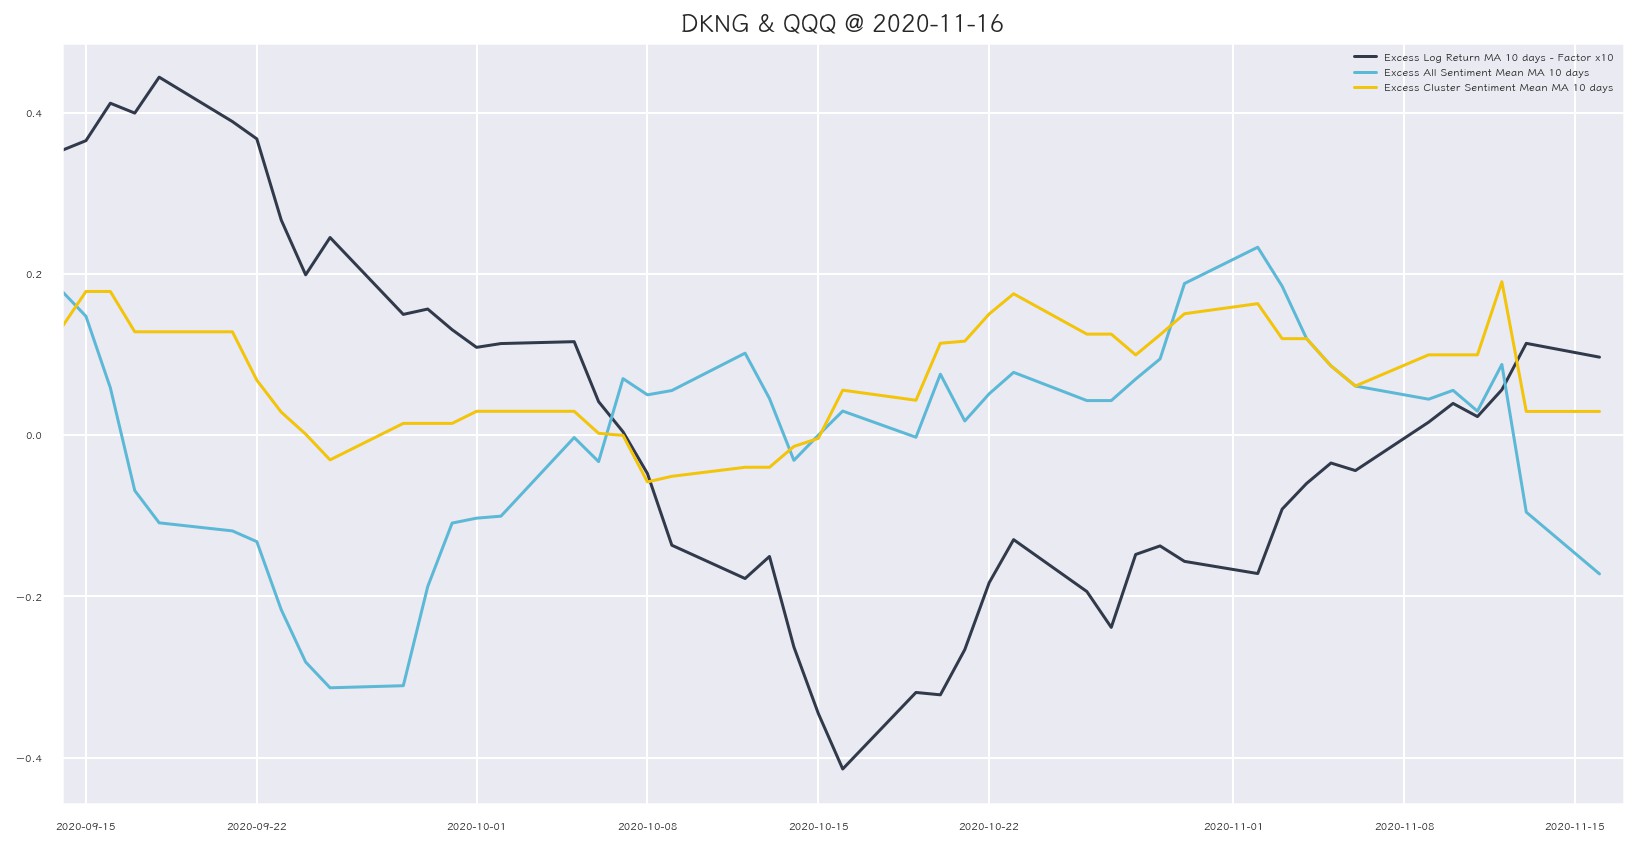 DKNG & QQQ @ 2020-11-16
Excess Log Return MA 10 days - Factor x10
Excess All Sentiment Mean MA 10 days
Excess Cluster Sentiment Mean MA 10 days
0.4
0.2
0.0
−0.2
−0.4
2020-09-15 2020-09-22 2020-10-01 2020-10-08 2020-10-15 2020-10-22 2020-11-01 2020-11-08 2020-11-15